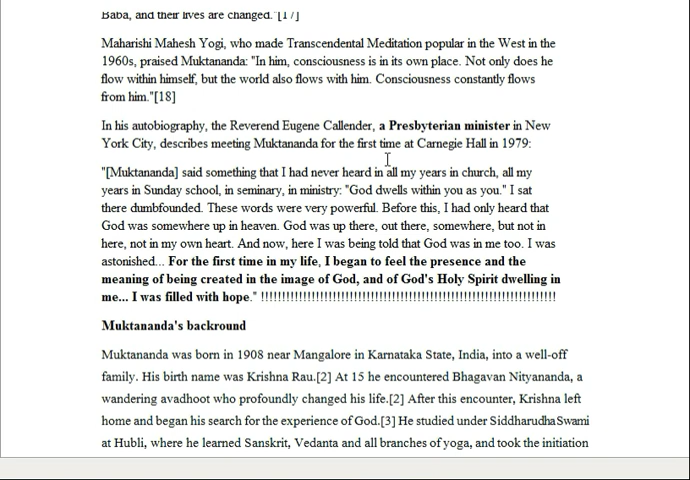 Baba, and their lives are changed."[17]
Maharishi Mahesh Yogi, who made Transcendental Meditation popular in the West in the
1960s, praised Muktananda: "In him, consciousness is in its own place. Not only does he
flow within himself, but the world also flows with him. Consciousness constantly flows
from him."[18]
In his autobiography, the Reverend Eugene Callender, a Presbyterian minister in New
York City, describes meeting Muktananda for the first time at Carnegie Hall in 1979:
"[Muktananda] said something that I had never heard in all my years in church, all my
years in Sunday school, in seminary, in ministry: "God dwells within you as you." I sat
there dumbfounded. These words were very powerful. Before this, I had only heard that
God was somewhere up in heaven. God was up there, out there, somewhere, but not in
here, not in my own heart. And now, here I was being told that God was in me too. I was
astonished... For the first time in my life, I began to feel the presence and the
meaning of being created in the image of God, and of God's Holy Spirit dwelling in
me... I was filled with hope." !!!!!!!!!!!!!!!!!!!!!!!!!!!!!!!!!!!!!!!!!!!!!!!!!!!!!!!!!!!!!!!!!!!!!!
Muktananda's backround
Muktananda was born in 1908 near Mangalore in Karnataka State, India, into a well-off
family. His birth name was Krishna Rau.[2] At 15 he encountered Bhagavan Nityananda, a
wandering avadhoot who profoundly changed his life.[2] After this encounter, Krishna left
home and began his search for the experience of God.[3] He studied under Siddharudha Swami
at Hubli, where he learned Sanskrit, Vedanta and all branches of yoga, and took the initiation